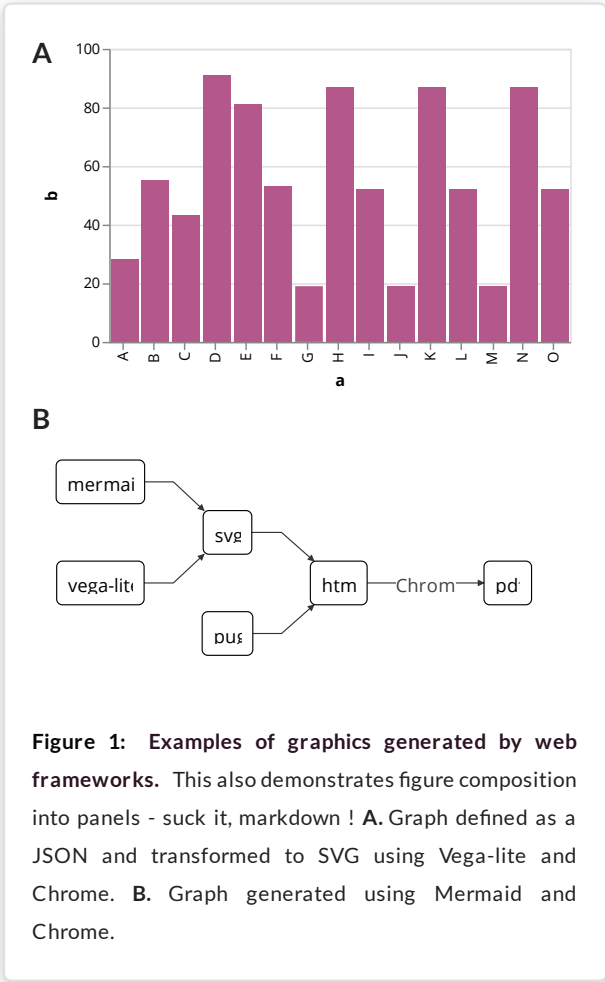 A
100
80
60
40
20
0
b
A B C D E F G H I J K L M N O
a
B
mermai
svg
vega-lit
htm
Chrom
pd
pug
Figure 1: Examples of graphics generated by web
frameworks. This also demonstrates figure composition
into panels - suck it, markdown ! A. Graph defined as a
JSON and transformed to SVG using Vega-lite and
Chrome. B. Graph generated using Mermaid and
Chrome.